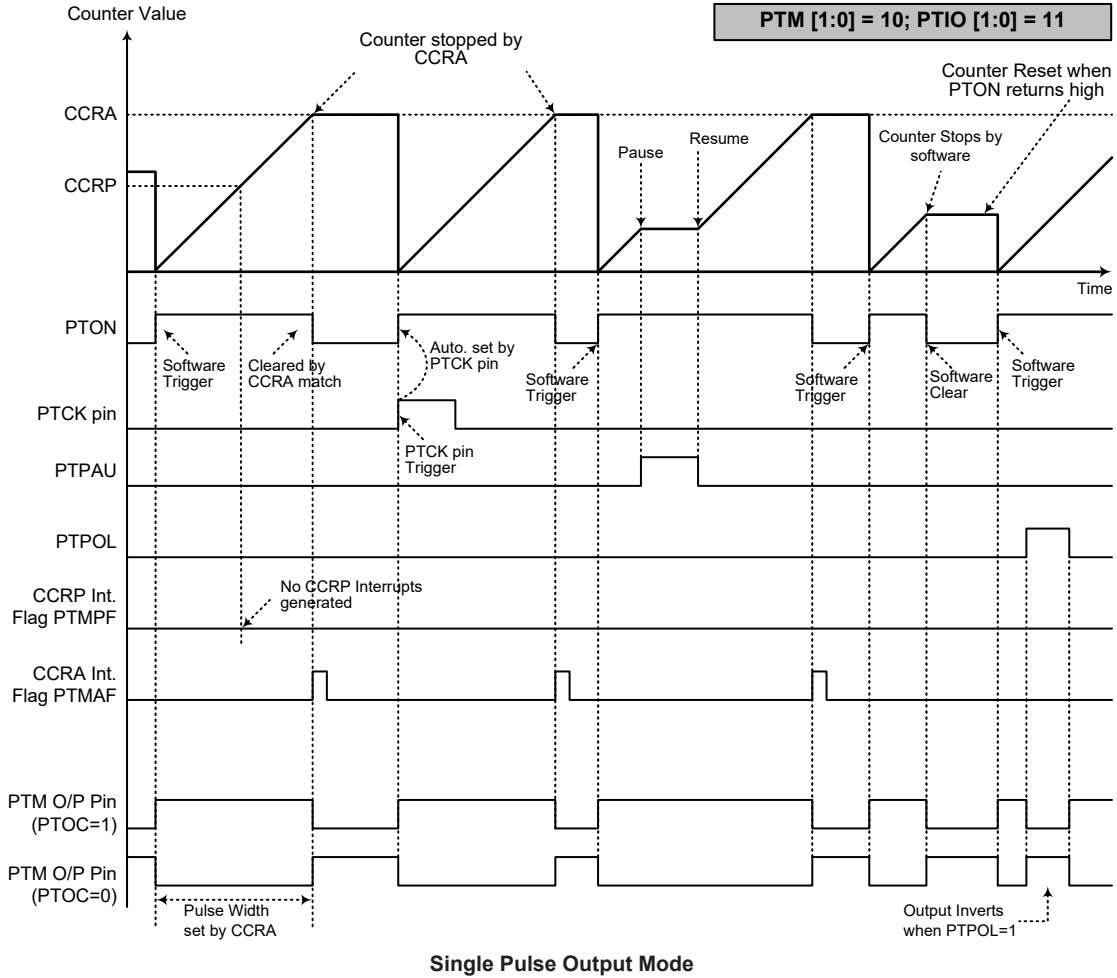 Counter Value
PTM [1:0] = 10; PTIO [1:0] = 11
Counter stopped by
CCRA
Counter Reset when
PTON returns high
CCRA
Pause
Resume
Counter Stops by
software
CCRP
Time
PTON
Software
Trigger
Cleared by
CCRA match
Auto. set by
PTCK pin
Software
Trigger
Software
Trigger
Software
Clear
Software
Trigger
PTCK pin
PTCK pin
Trigger
PTPAU
PTPOL
No CCRP Interrupts
generated
CCRP Int.
Flag PTMPF
CCRA Int.
Flag PTMAF
PTM O/P Pin
(PTOC=1)
PTM O/P Pin
(PTOC=0)
Pulse Width
set by CCRA
Output Inverts
when PTPOL=1
Single Pulse Output Mode